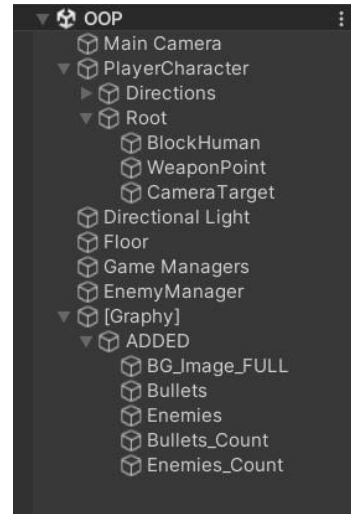 OOP
Main Camera
PlayerCharacter
Directions
Root
BlockHuman
WeaponPoint
CameraTarget
Directional Light
Floor
Game Managers
EnemyManager
[Graphy]
ADDED
BG_Image_FULL
Bullets
Enemies
Bullets_Count
Enemies_Count